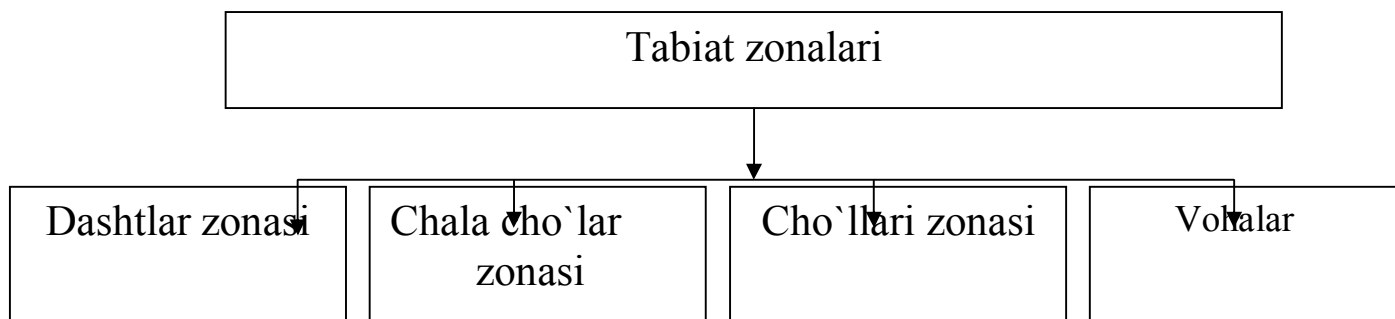 Tabiat zonalari
Dashtlar zonasi
Chala cho`lar
zonasi
Cho`llari zonasi
Vohalar